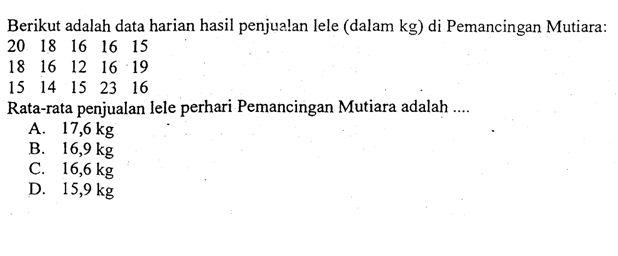 Berikut adalah data harian hasil penjualan lele (dalam kg) di Pemancingan Mutiara:
20 18 16 16 15
18 16 12 16 19
15 14 15 23 16
Rata-rata penjualan lele perhari Pemancingan Mutiara adalah ....
A. 17,6 kg
B. 16,9 kg
C. 16,6 kg
D. 15,9 kg